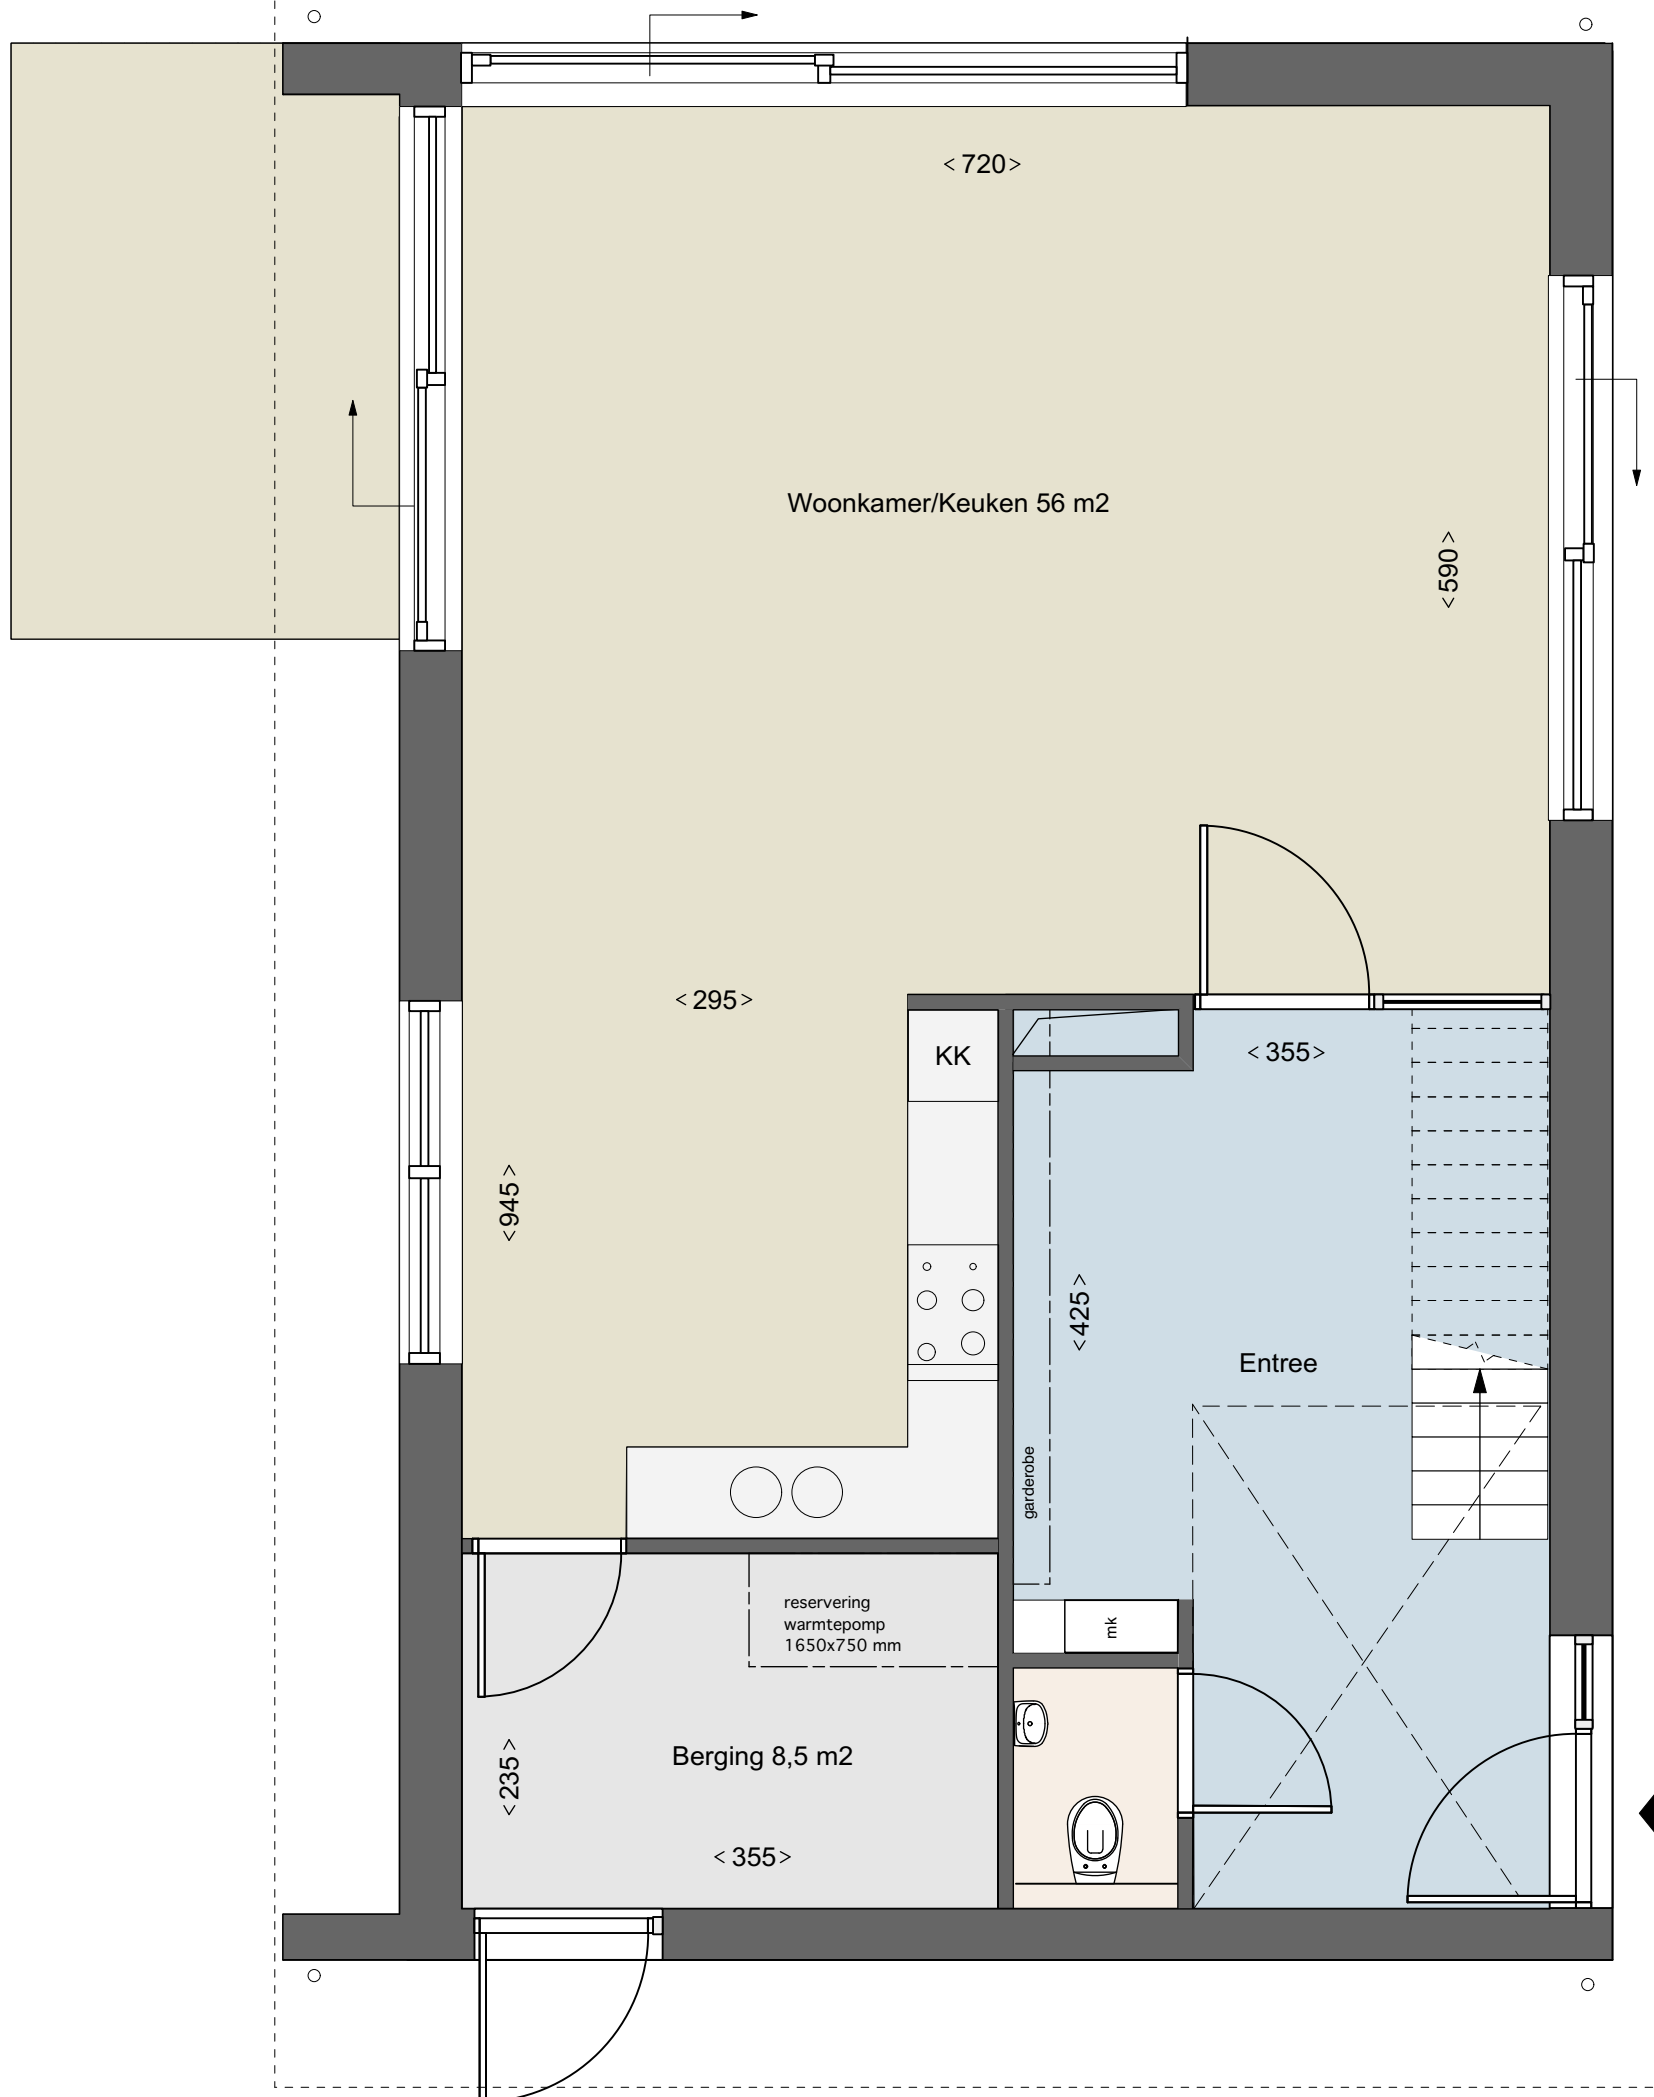 <720>
Woonkamer/Keuken 56 m2
<590>
<295>
KK
<355>
<945>
<425>
Entree
garderobe
reservering
warmtepomp
1650x750 mm
mk
Berging 8,5 m2
<235>
<355>